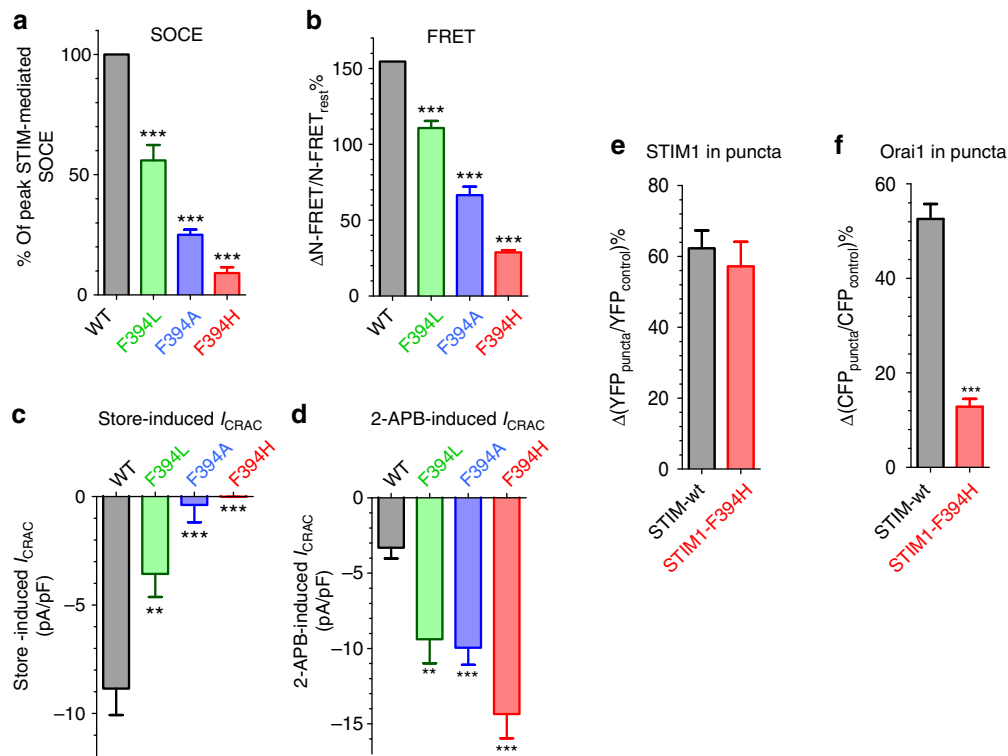 a
SOCE
% Of peak STIM-mediated
SOCE
100
50
0
***
***
***
WT
F394L
F394A
F394H
b
FRET
ΔN-FRET/N-FRETrest%
150
100
50
0
***
***
***
WT
F394L
F394A
F394H
c
Store-induced ICRAC
WT
F394L
F394A
F394H
Store -induced ICRAC
(pA/pF)
0
−5
−10
**
***
***
d
2-APB-induced ICRAC
WT
F394L
F394A
F394H
2-APB-induced ICRAC
(pA/pF)
0
−5
−10
−15
**
***
***
e
STIM1 in puncta
Δ(YFPpuncta/YFPcontrol)%
80
60
40
20
0
STIM-wt
STIM1-F394H
f
Orai1 in puncta
Δ(CFPpuncta/CFPcontrol)%
60
40
20
0
***
STIM-wt
STIM1-F394H